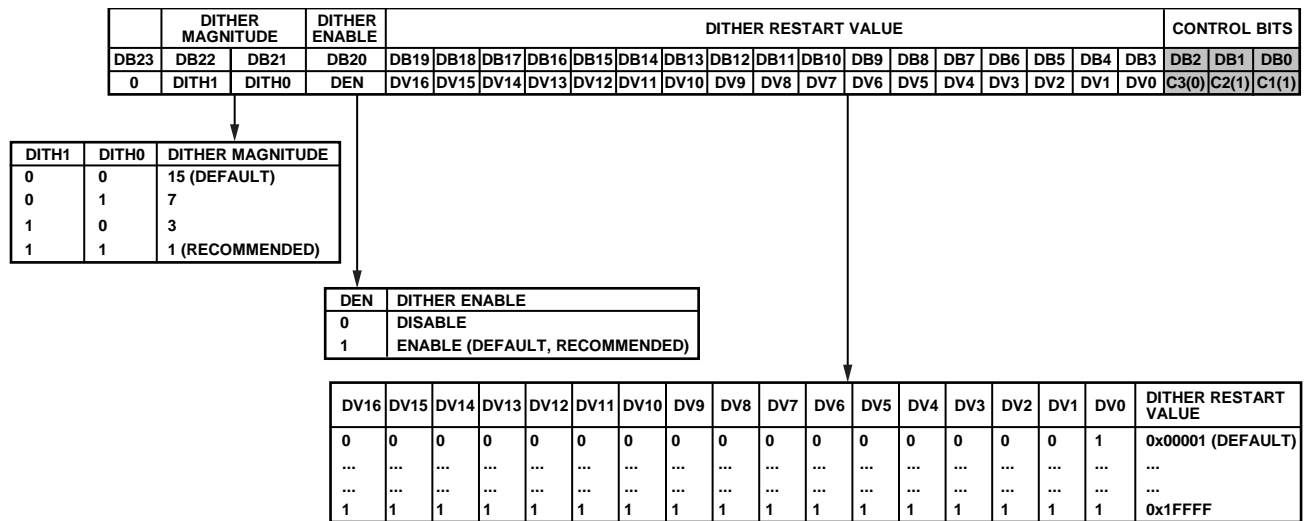 DITHER MAGNITUDE DITHER ENABLE DITHER RESTART VALUE CONTROL BITS
DB23 DB22 DB21 DB20 DB19 DB18 DB17 DB16 DB15 DB14 DB13 DB12 DB11 DB10 DB9 DB8 DB7 DB6 DB5 DB4 DB3 DB2 DB1 DB0
0 DITH1 DITH0 DEN DV16 DV15 DV14 DV13 DV12 DV11 DV10 DV9 DV8 DV7 DV6 DV5 DV4 DV3 DV2 DV1 DV0 C3(0) C2(1) C1(1)
DITH1 DITH0 DITHER MAGNITUDE
0 0 15 (DEFAULT)
0 1 7
1 0 3
1 1 1 (RECOMMENDED)
DEN DITHER ENABLE
0 DISABLE
1 ENABLE (DEFAULT, RECOMMENDED)
DV16 DV15 DV14 DV13 DV12 DV11 DV10 DV9 DV8 DV7 DV6 DV5 DV4 DV3 DV2 DV1 DV0 DITHER RESTART VALUE
0 0 0 0 0 0 0 0 0 0 0 0 0 0 0 0 1 0x00001 (DEFAULT)
... ... ... ... ... ... ... ... ... ... ... ... ... ... ... ... ... ...
... ... ... ... ... ... ... ... ... ... ... ... ... ... ... ... ... ...
1 1 1 1 1 1 1 1 1 1 1 1 1 1 1 1 1 0x1FFFF